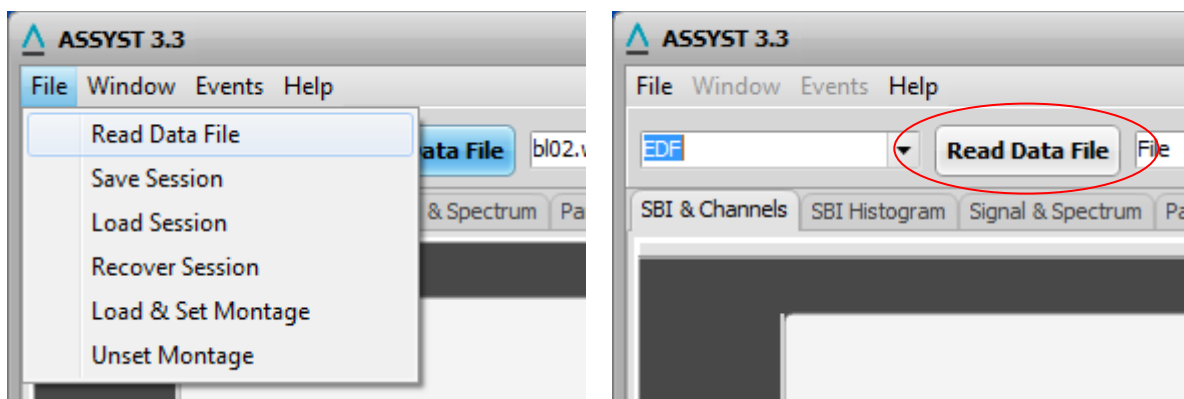 ASSYST 3.3
File Window Events Help
Read Data File
Save Session
Load Session
Recover Session
Load & Set Montage
Unset Montage
ata File bl02.
& Spectrum Pa
ASSYST 3.3
File Window Events Help
EDF Read Data File File
SBI & Channels SBI Histogram Signal & Spectrum Pa